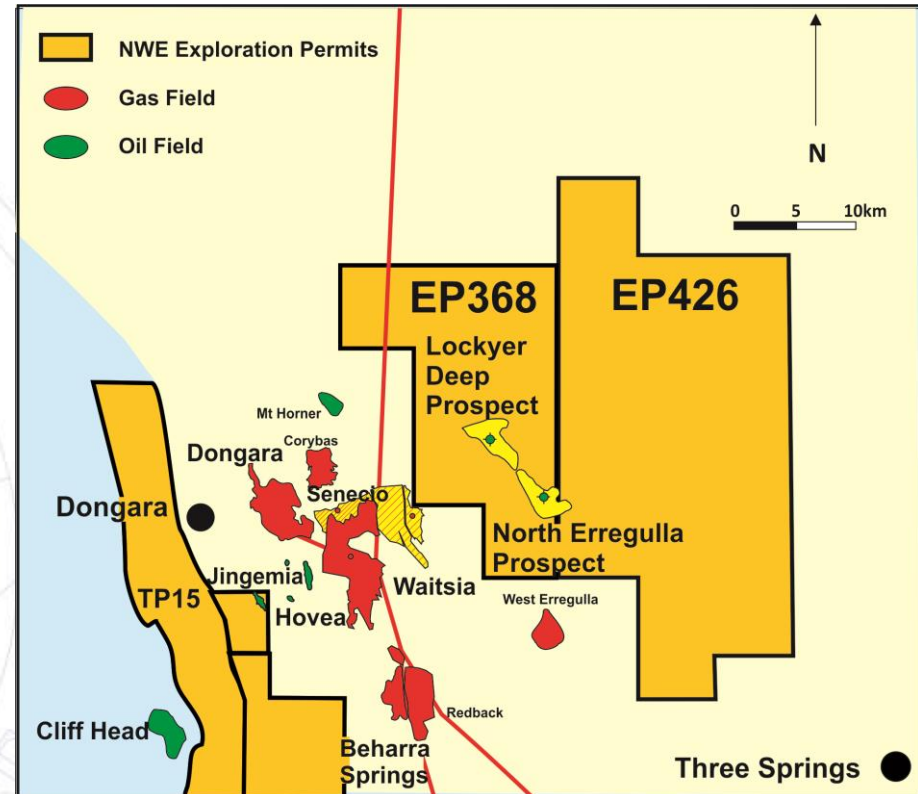 NWE Exploration Permits
Gas Field
Oil Field
N
0 5 10km
EP368
EP426
Lockyer
Deep
Prospect
Mt Horner
Corybas
Dongara
Senecio
Dongara
North Erregulla
Prospect
Waitsia
Jingemia
TP15
Hovea
West Erregulla
Redback
Cliff Head
Beharra
Springs
Three Springs